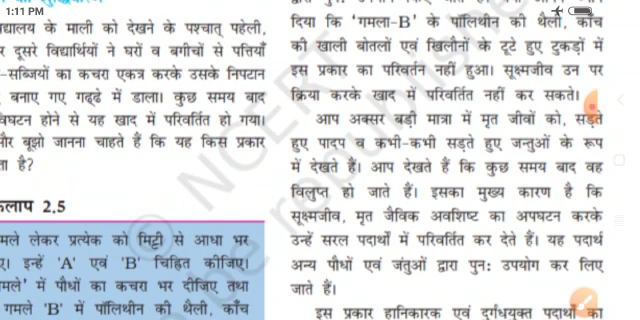 1:11 PM
द्यालय के माली को देखने के पश्चात् पहेली,
र दूसरे विद्यार्थियों ने घरों व बगीचों से पत्तियाँ
-सब्जियों का कचरा एकत्र करके उसके निपटान
बनाए गए गड्ढे में डाला। कुछ समय बाद
विघटन होने से यह खाद में परिवर्तित हो गया।
और बूझो जानना चाहते हैं कि यह किस प्रकार
ता है?
लाप 2.5
मले लेकर प्रत्येक को मिट्टी से आधा भर
ए। इन्हें 'A' एवं 'B' चिह्नित कीजिए।
मले' में पौधों का कचरा भर दीजिए तथा
गमले 'B' में पॉलिथीन की थैली, काँच
दिया कि 'गमला-B' के पॉलिथीन की थैली, काँच
की खाली बोतलों एवं खिलौनों के टूटे हुए टुकड़ों में
इस प्रकार का परिवर्तन नहीं हुआ। सूक्ष्मजीव उन पर
क्रिया करके खाद में परिवर्तित नहीं कर सकते।
आप अक्सर बड़ी मात्रा में मृत जीवों को, सड़ते
हुए पादप व कभी-कभी सड़ते हुए जन्तुओं के रूप
में देखते हैं। आप देखते हैं कि कुछ समय बाद वह
विलुप्त हो जाते हैं। इसका मुख्य कारण है कि
सूक्ष्मजीव, मृत जैविक अवशिष्ट का अपघटन करके
उन्हें सरल पदार्थों में परिवर्तित कर देते हैं। यह पदार्थ
अन्य पौधों एवं जंतुओं द्वारा पुन: उपयोग कर लिए
जाते हैं।
इस प्रकार हानिकारक एवं दुर्गंधयुक्त पदार्थों का
© NCERT
be republished